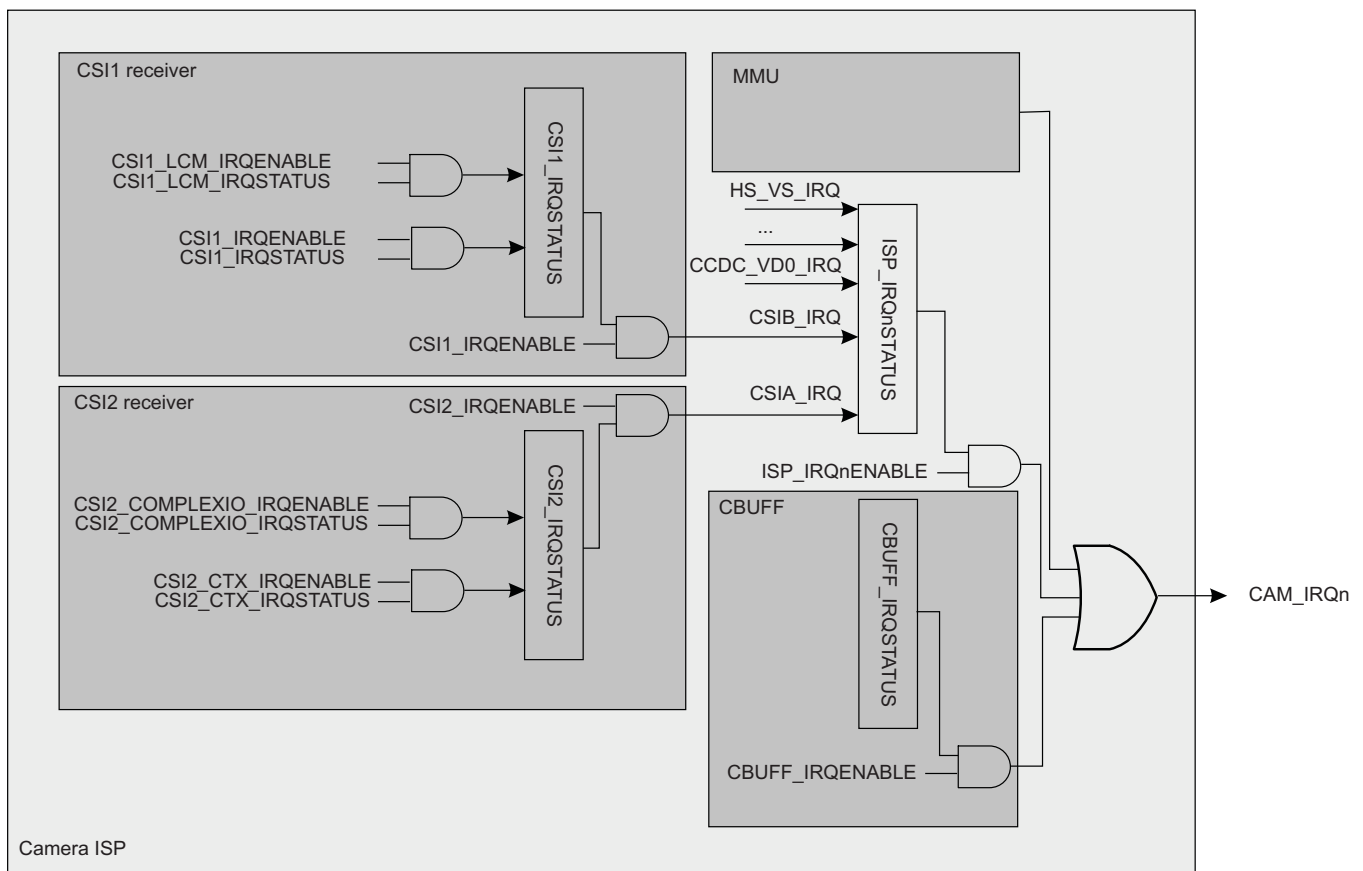 CSI1 receiver
MMU
CSI1_LCM_IRQENABLE
CSI1_LCM_IRQSTATUS
CSI1_IRQENABLE
CSI1_IRQSTATUS
CSI1_IRQSTATUS
CSI1_IRQENABLE
HS_VS_IRQ
...
CCDC_VD0_IRQ
CSIB_IRQ
CSIA_IRQ
ISP_IRQnSTATUS
ISP_IRQnENABLE
CSI2 receiver
CSI2_IRQENABLE
CSI2_COMPLEXIO_IRQENABLE
CSI2_COMPLEXIO_IRQSTATUS
CSI2_CTX_IRQENABLE
CSI2_CTX_IRQSTATUS
CSI2_IRQSTATUS
CBUFF
CBUFF_IRQSTATUS
CBUFF_IRQENABLE
CAM_IRQn
Camera ISP